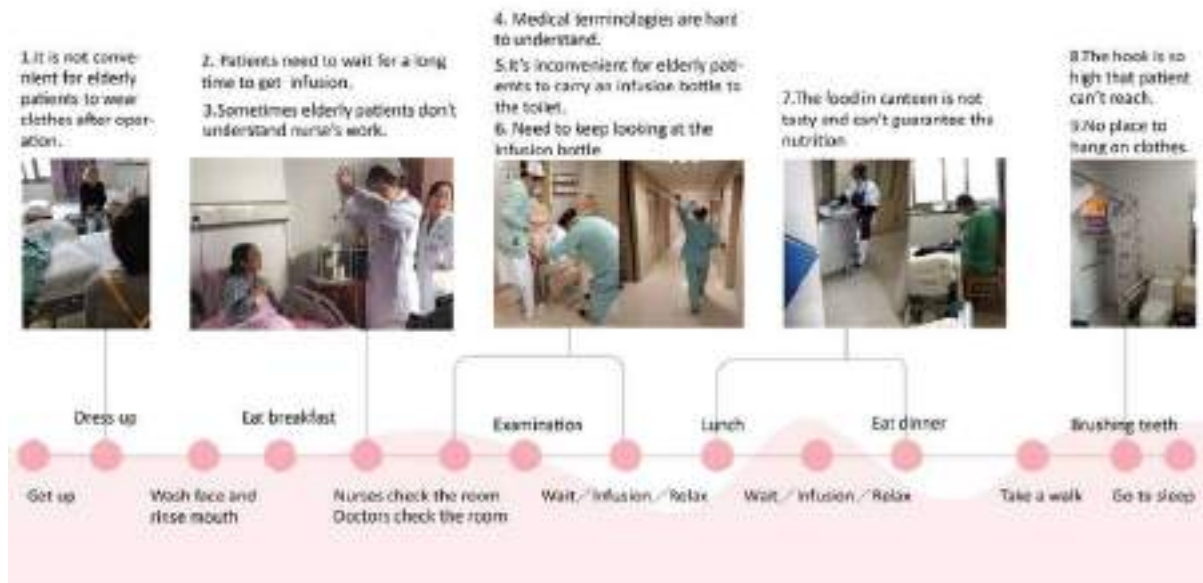 1.It is not conve-
nient for elderly
patients to wear
clothes after oper-
ation.
2. Patients need to wait for a long
time to get infusion.
3.Sometimes elderly patients don't
understand nurse's work.
4. Medical terminologies are hard
to understand.
5.It's inconvenient for elderly pati-
ents to carry an infusion bottle to
the toilet.
6. Need to keep looking at the
infusion bottle
7.The food in canteen is not
tasty and can't guarantee the
nutrition
8.The hook is so
high that patient
can't reach.
9.No place to
hang on clothes.
Dress up
Eat breakfast
Examination
Lunch
Eat dinner
Brushing teeth
Get up
Wash face and
rinse mouth
Nurses check the room
Doctors check the room
Wait／Infusion／Relax
Wait／Infusion／Relax
Take a walk
Go to sleep